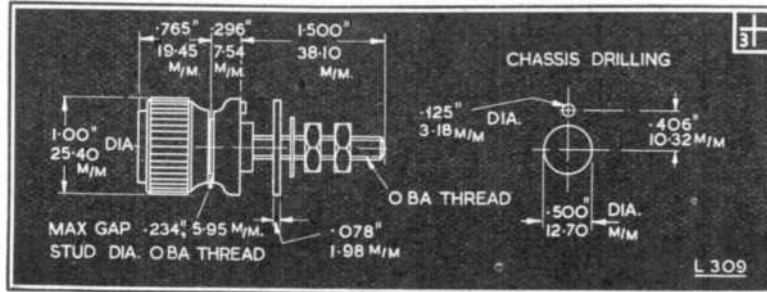 .765" .296" 1.500"
19.45 7.54 38.10
M/M. M/M. M/M.
3
CHASSIS DRILLING
1.00" DIA
25.40
M/M
.125" DIA.
3.18 M/M
.406"
10.32 M/M
O BA THREAD
MAX GAP .234", 5.95 M/M.
STUD DIA. O BA THREAD
.078"
1.98 M/M
.500" DIA.
12.70 M/M
L 309